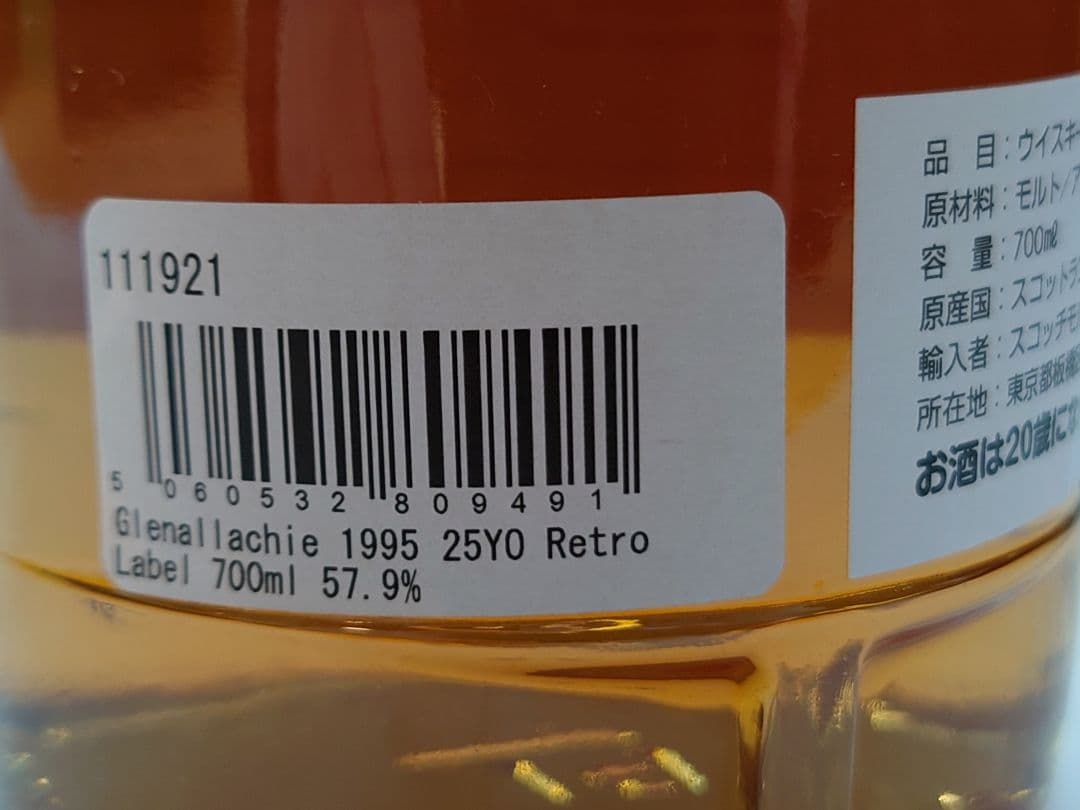 111921
5 060532 809491
Glenallachie 1995 25YO Retro
Label 700ml 57.9%
品 目：ウイスキー
原材料：モルト/
容 量：700㎖
原産国：スコットラ
輸入者：スコッチモ
所在地：東京都板橋
お酒は20歳に